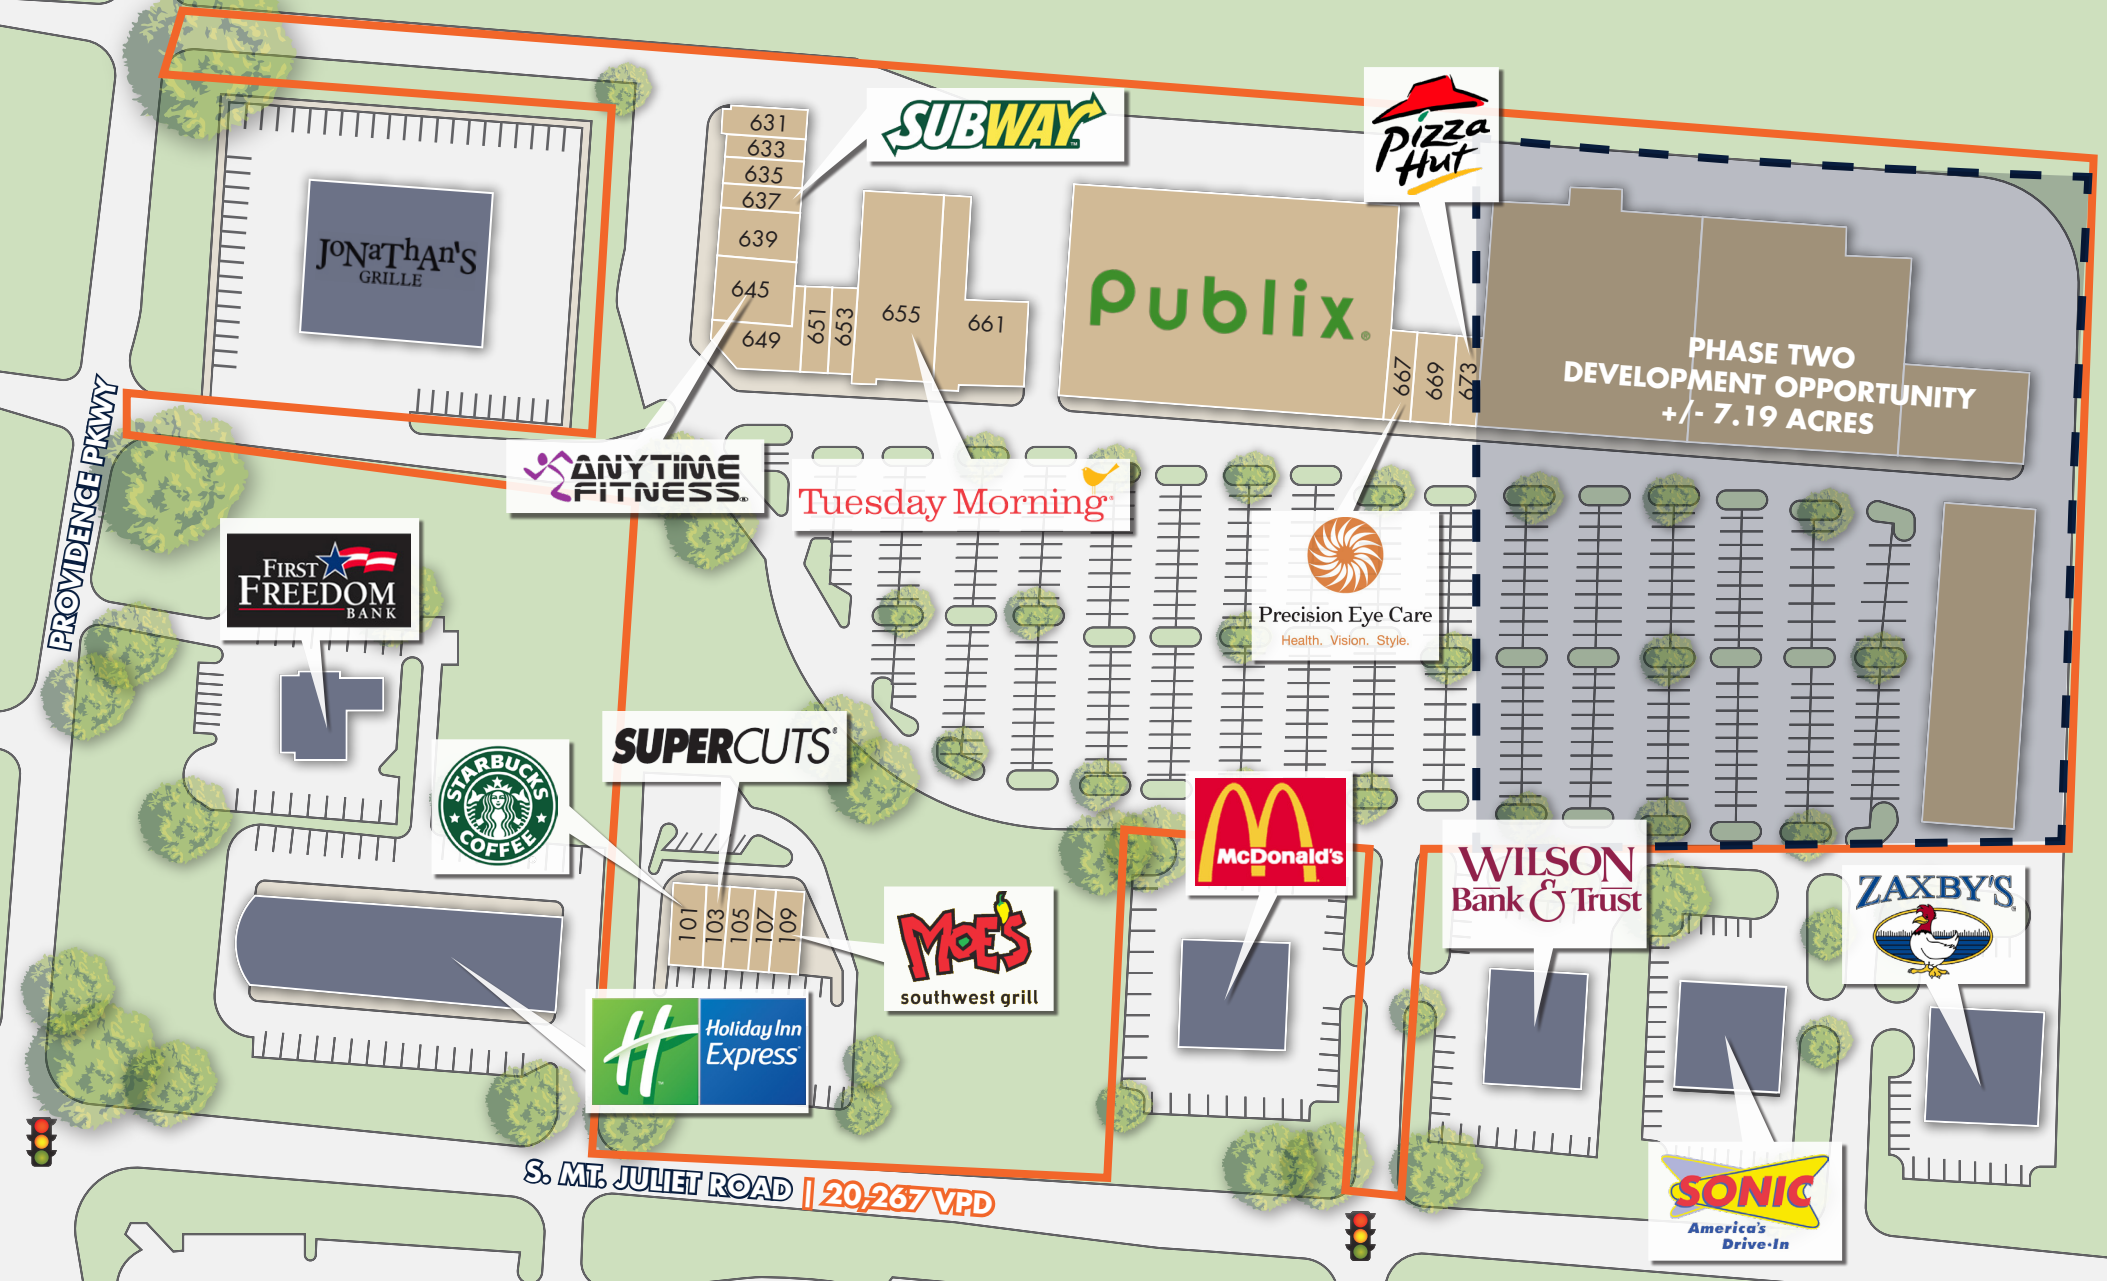 631
633
635
637
639
645
649
651
653
655
661
SUBWAY™
Pizza
Hut
JONATHAN'S
GRILLE
Publix®
667
669
673
PHASE TWO
DEVELOPMENT OPPORTUNITY
+/- 7.19 ACRES
PROVIDENCE PKWY
ANYTIME
FITNESS®
Tuesday Morning®
FIRST
FREEDOM
BANK
Precision Eye Care
Health. Vision. Style.
SUPERCUTS®
STARBUCKS
COFFEE
McDonald's
WILSON
Bank & Trust
ZAXBY'S
101
103
105
107
109
MOE'S
southwest grill
Holiday Inn
Express
SONIC
America's
Drive-In
S. MT. JULIET ROAD | 20,267 VPD